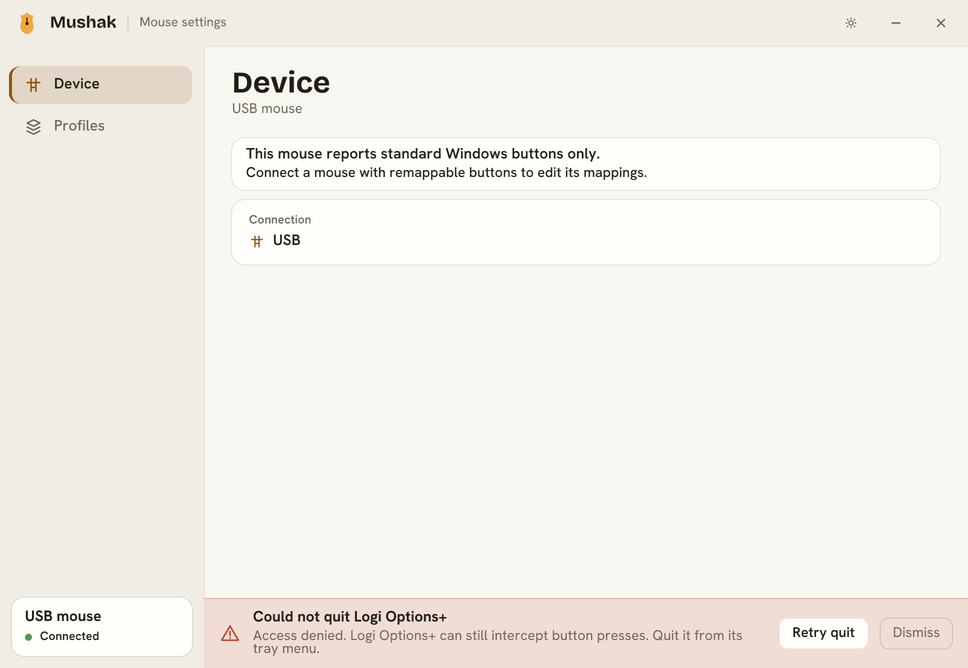 Mushak
Mouse settings
Device
Profiles
Device
USB mouse
This mouse reports standard Windows buttons only.
Connect a mouse with remappable buttons to edit its mappings.
Connection
USB
USB mouse
Connected
Could not quit Logi Options+
Access denied. Logi Options+ can still intercept button presses. Quit it from its
tray menu.
Retry quit
Dismiss